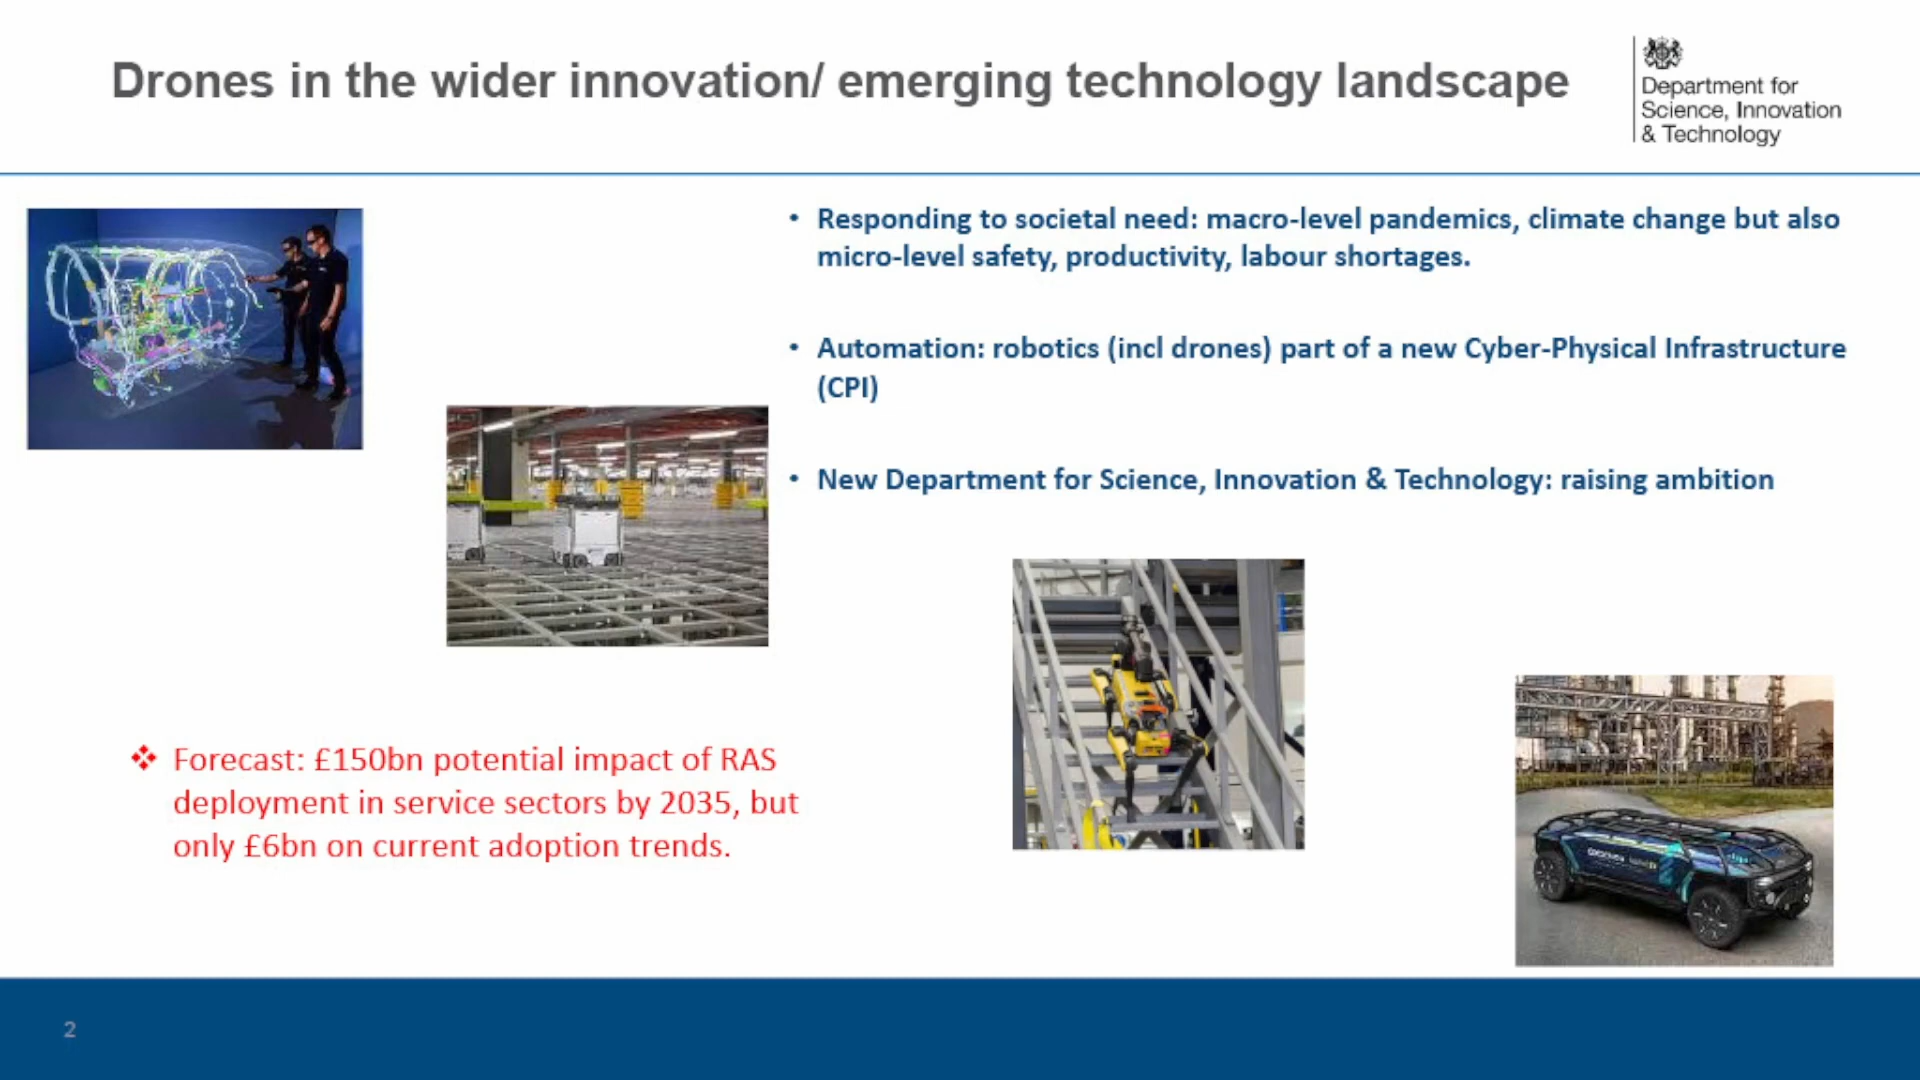 Drones in the wider innovation/ emerging technology landscape
Department for
Science, Innovation
& Technology
• Responding to societal need: macro-level pandemics, climate change but also
micro-level safety, productivity, labour shortages.
• Automation: robotics (incl drones) part of a new Cyber-Physical Infrastructure
(CPI)
• New Department for Science, Innovation & Technology: raising ambition
❖ Forecast: £150bn potential impact of RAS
deployment in service sectors by 2035, but
only £6bn on current adoption trends.
2